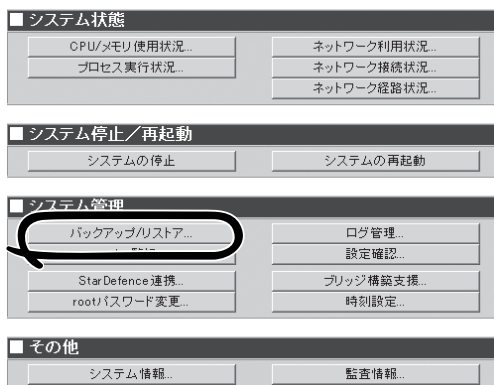 ■ システム状態
CPU/メモリ使用状況... ネットワーク利用状況...
プロセス実行状況... ネットワーク接続状況...
ネットワーク経路状況...
■ システム停止／再起動
システムの停止 システムの再起動
■ システム管理
バックアップ/リストア... ログ管理...
設定確認...
StarDefence連携... ブリッジ構築支援...
rootパスワード変更... 時刻設定...
■ その他
システム情報... 監査情報...